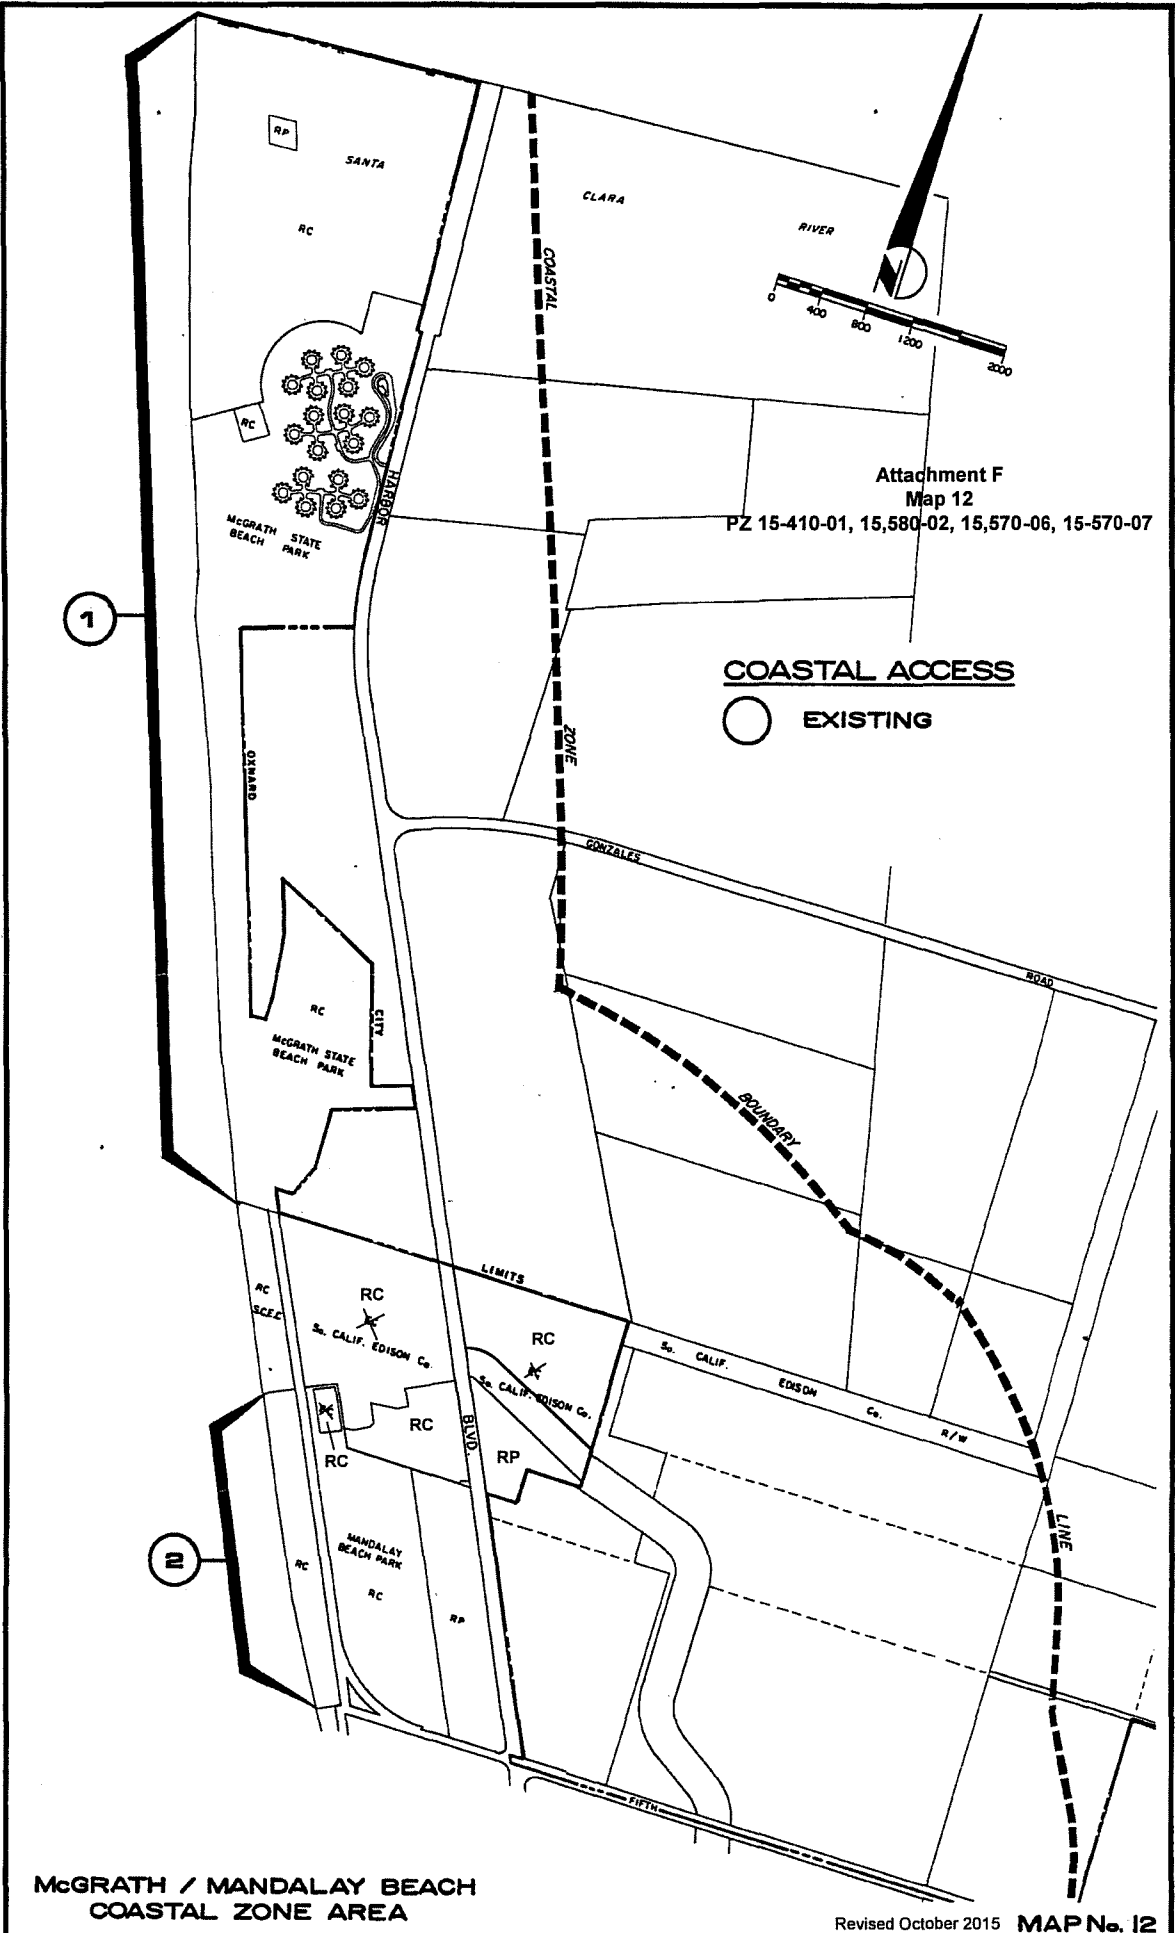 RP
SANTA
CLARA
RIVER
RC
COASTAL
0 400 800 1200 2000
RC
HARBOR
McGRATH STATE
BEACH PARK
Attachment F
Map 12
PZ 15-410-01, 15,580-02, 15,570-06, 15-570-07
1
COASTAL ACCESS
EXISTING
ZONE
OXNARD
GONZALES
ROAD
RC
CITY
McGRATH STATE
BEACH PARK
BOUNDARY
LIMITS
RC
S.C.E.C
RC
So. CALIF. EDISON Co.
RC
So. CALIF. EDISON Co.
So. CALIF. EDISON Co. R/W
RC
RC
BLVD.
RP
LINE
2
MANDALAY
BEACH PARK
RC
RC
RP
FIFTH
McGRATH / MANDALAY BEACH
COASTAL ZONE AREA
Revised October 2015 MAP No. 12